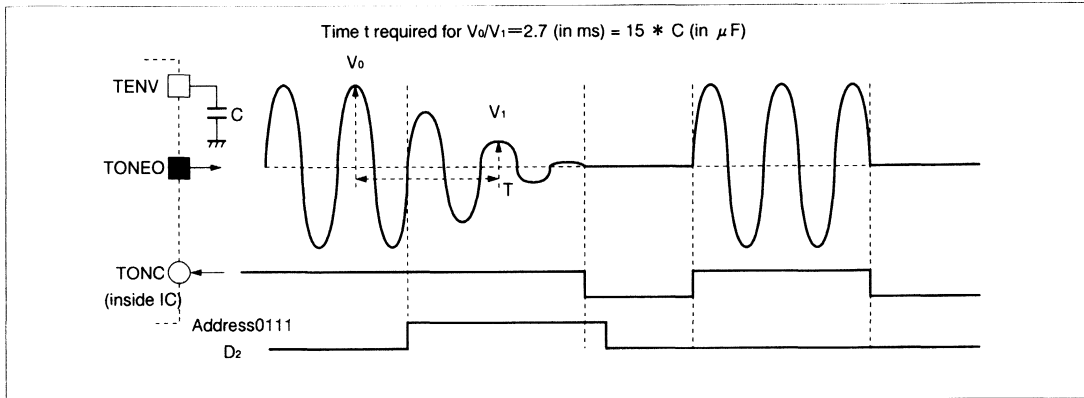 Time t required for V₀/V₁=2.7 (in ms) = 15 * C (in μF)
V₀
TENV
C
V₁
TONEO
T
TONC
(inside IC)
Address0111
D₂